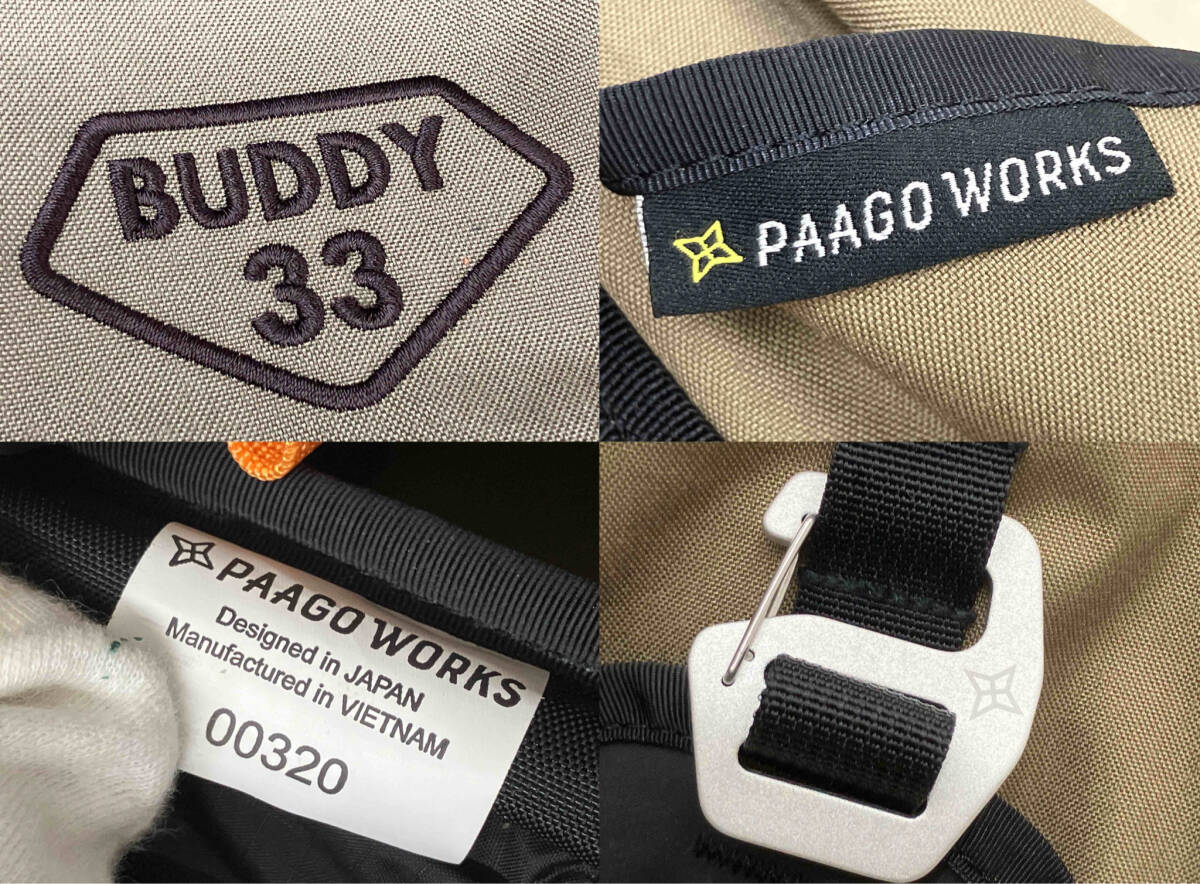 BUDDY
33
PAAGO WORKS
PAAGO WORKS
Designed in JAPAN
Manufactured in VIETNAM
00320